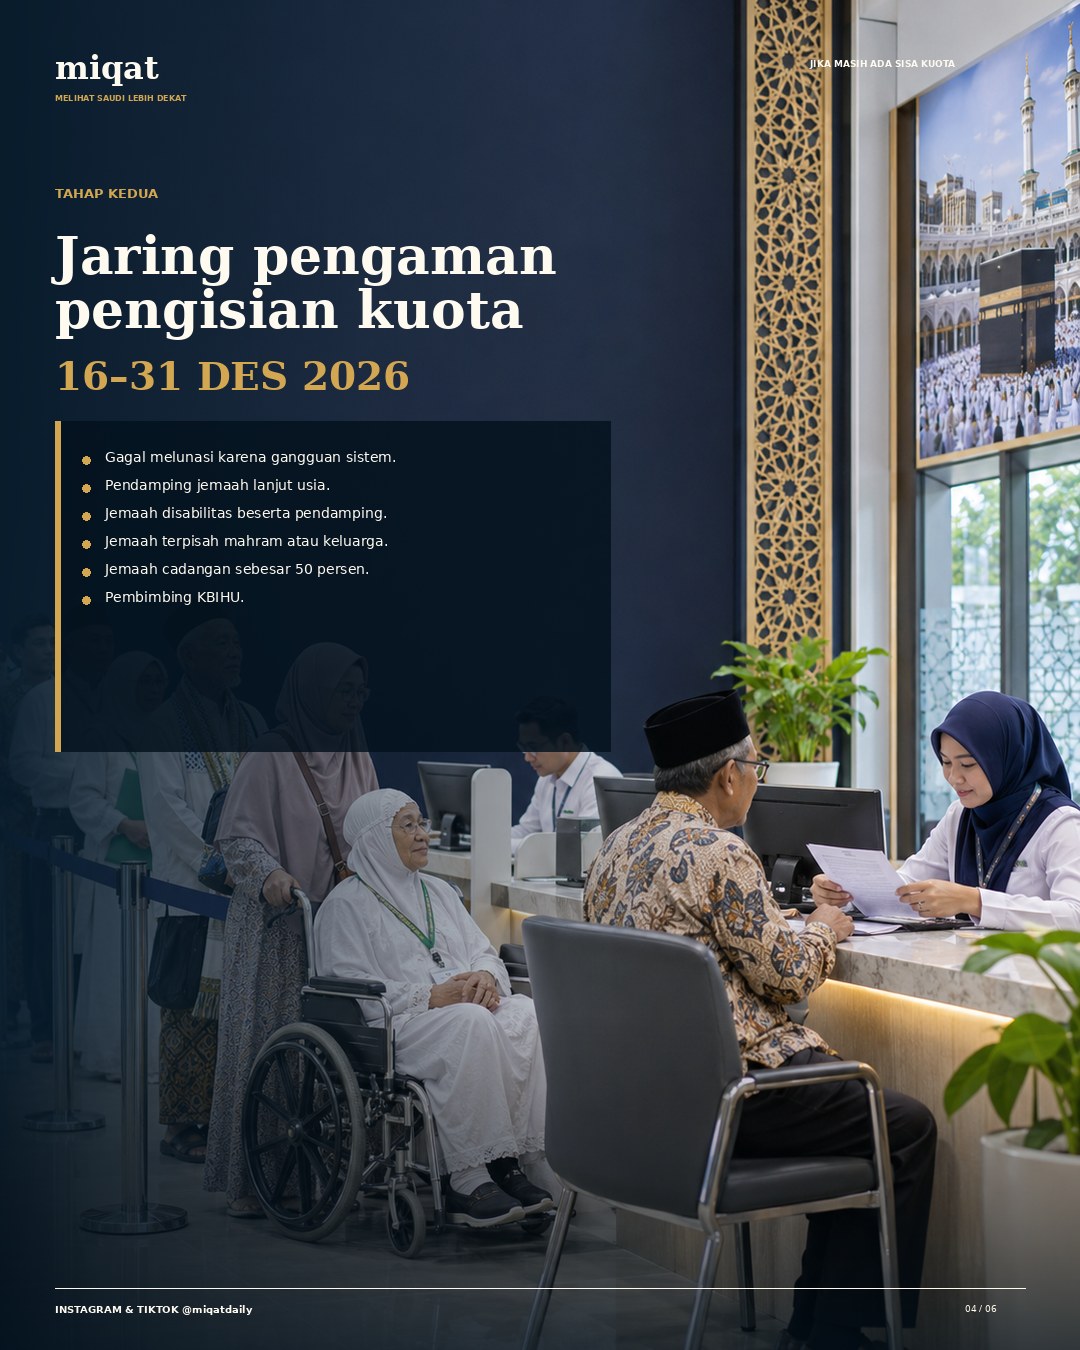 miqat
MELIHAT SAUDI LEBIH DEKAT
JIKA MASIH ADA SISA KUOTA
TAHAP KEDUA
Jaring pengaman
pengisian kuota
16–31 DES 2026
Gagal melunasi karena gangguan sistem.
Pendamping jemaah lanjut usia.
Jemaah disabilitas beserta pendamping.
Jemaah terpisah mahram atau keluarga.
Jemaah cadangan sebesar 50 persen.
Pembimbing KBIHU.
INSTAGRAM & TIKTOK @miqatdaily
04 / 06